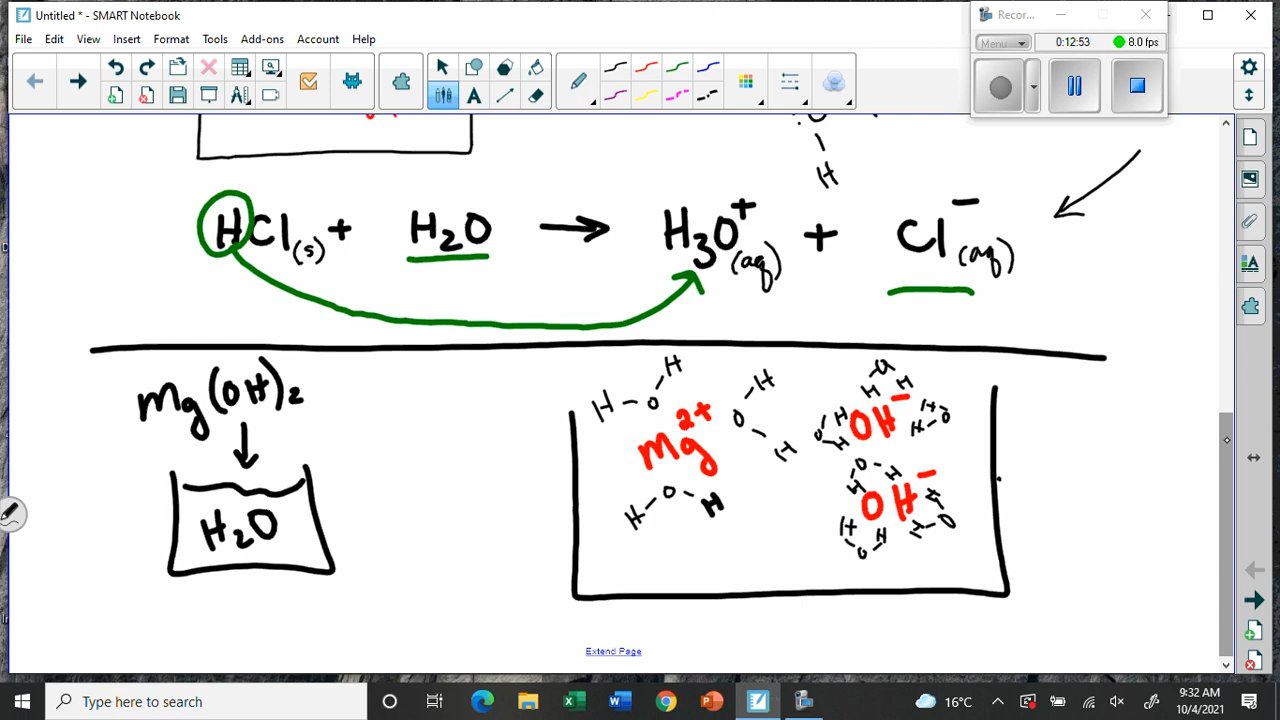 Untitled * - SMART Notebook
Recor...
File Edit View Insert Format Tools Add-ons Account Help
Menu 0:12:53 8.0 fps
H
HCl(s) + H2O → H3O+(aq) + Cl−(aq)
Mg(OH)2
H2O
H O H
Mg2+
H O H
H O H
O H H
OH−
H O H
H O H
O H H
OH−
H O H
H O H
Extend Page
Type here to search
16°C
9:32 AM
10/4/2021